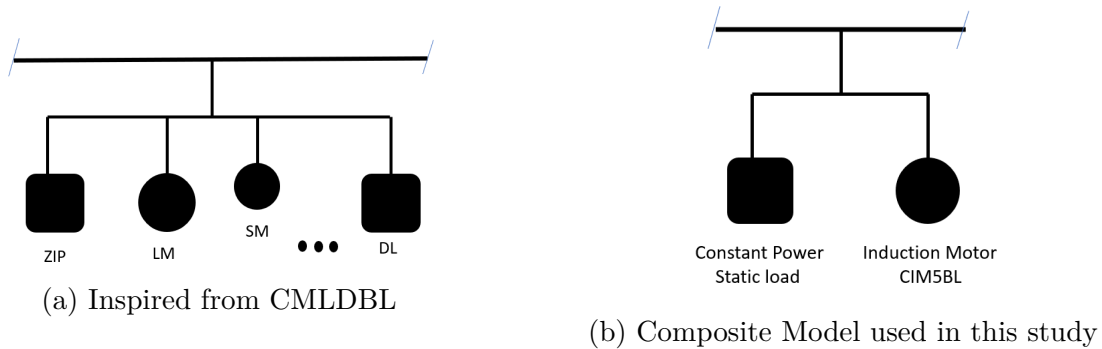 ZIP
LM
SM
DL
(a) Inspired from CMLDBL
Constant Power
Static load
Induction Motor
CIM5BL
(b) Composite Model used in this study